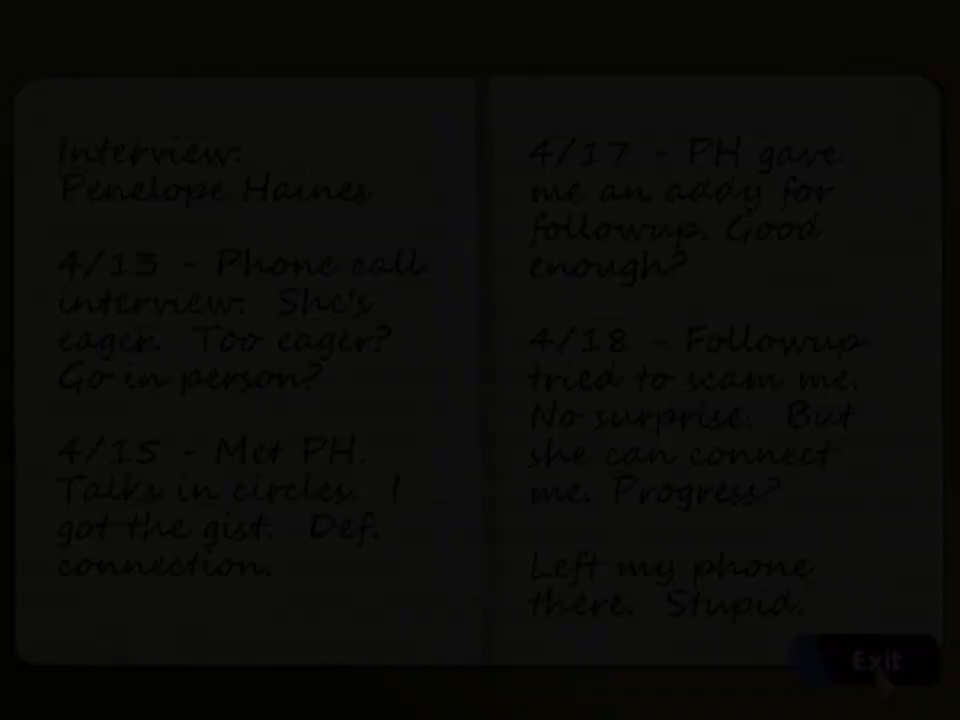 Interview:
Penelope Haines
4/13 - Phone call
interview. She's
eager. Too eager?
Go in person?
4/15 - Met PH.
Talks in circles. I
got the gist. Def.
connection.
4/17 - PH gave
me an addy for
followup. Good
enough?
4/18 - Followup
tried to scam me.
No surprise. But
she can connect
me. Progress?
Left my phone
there. Stupid.
Exit